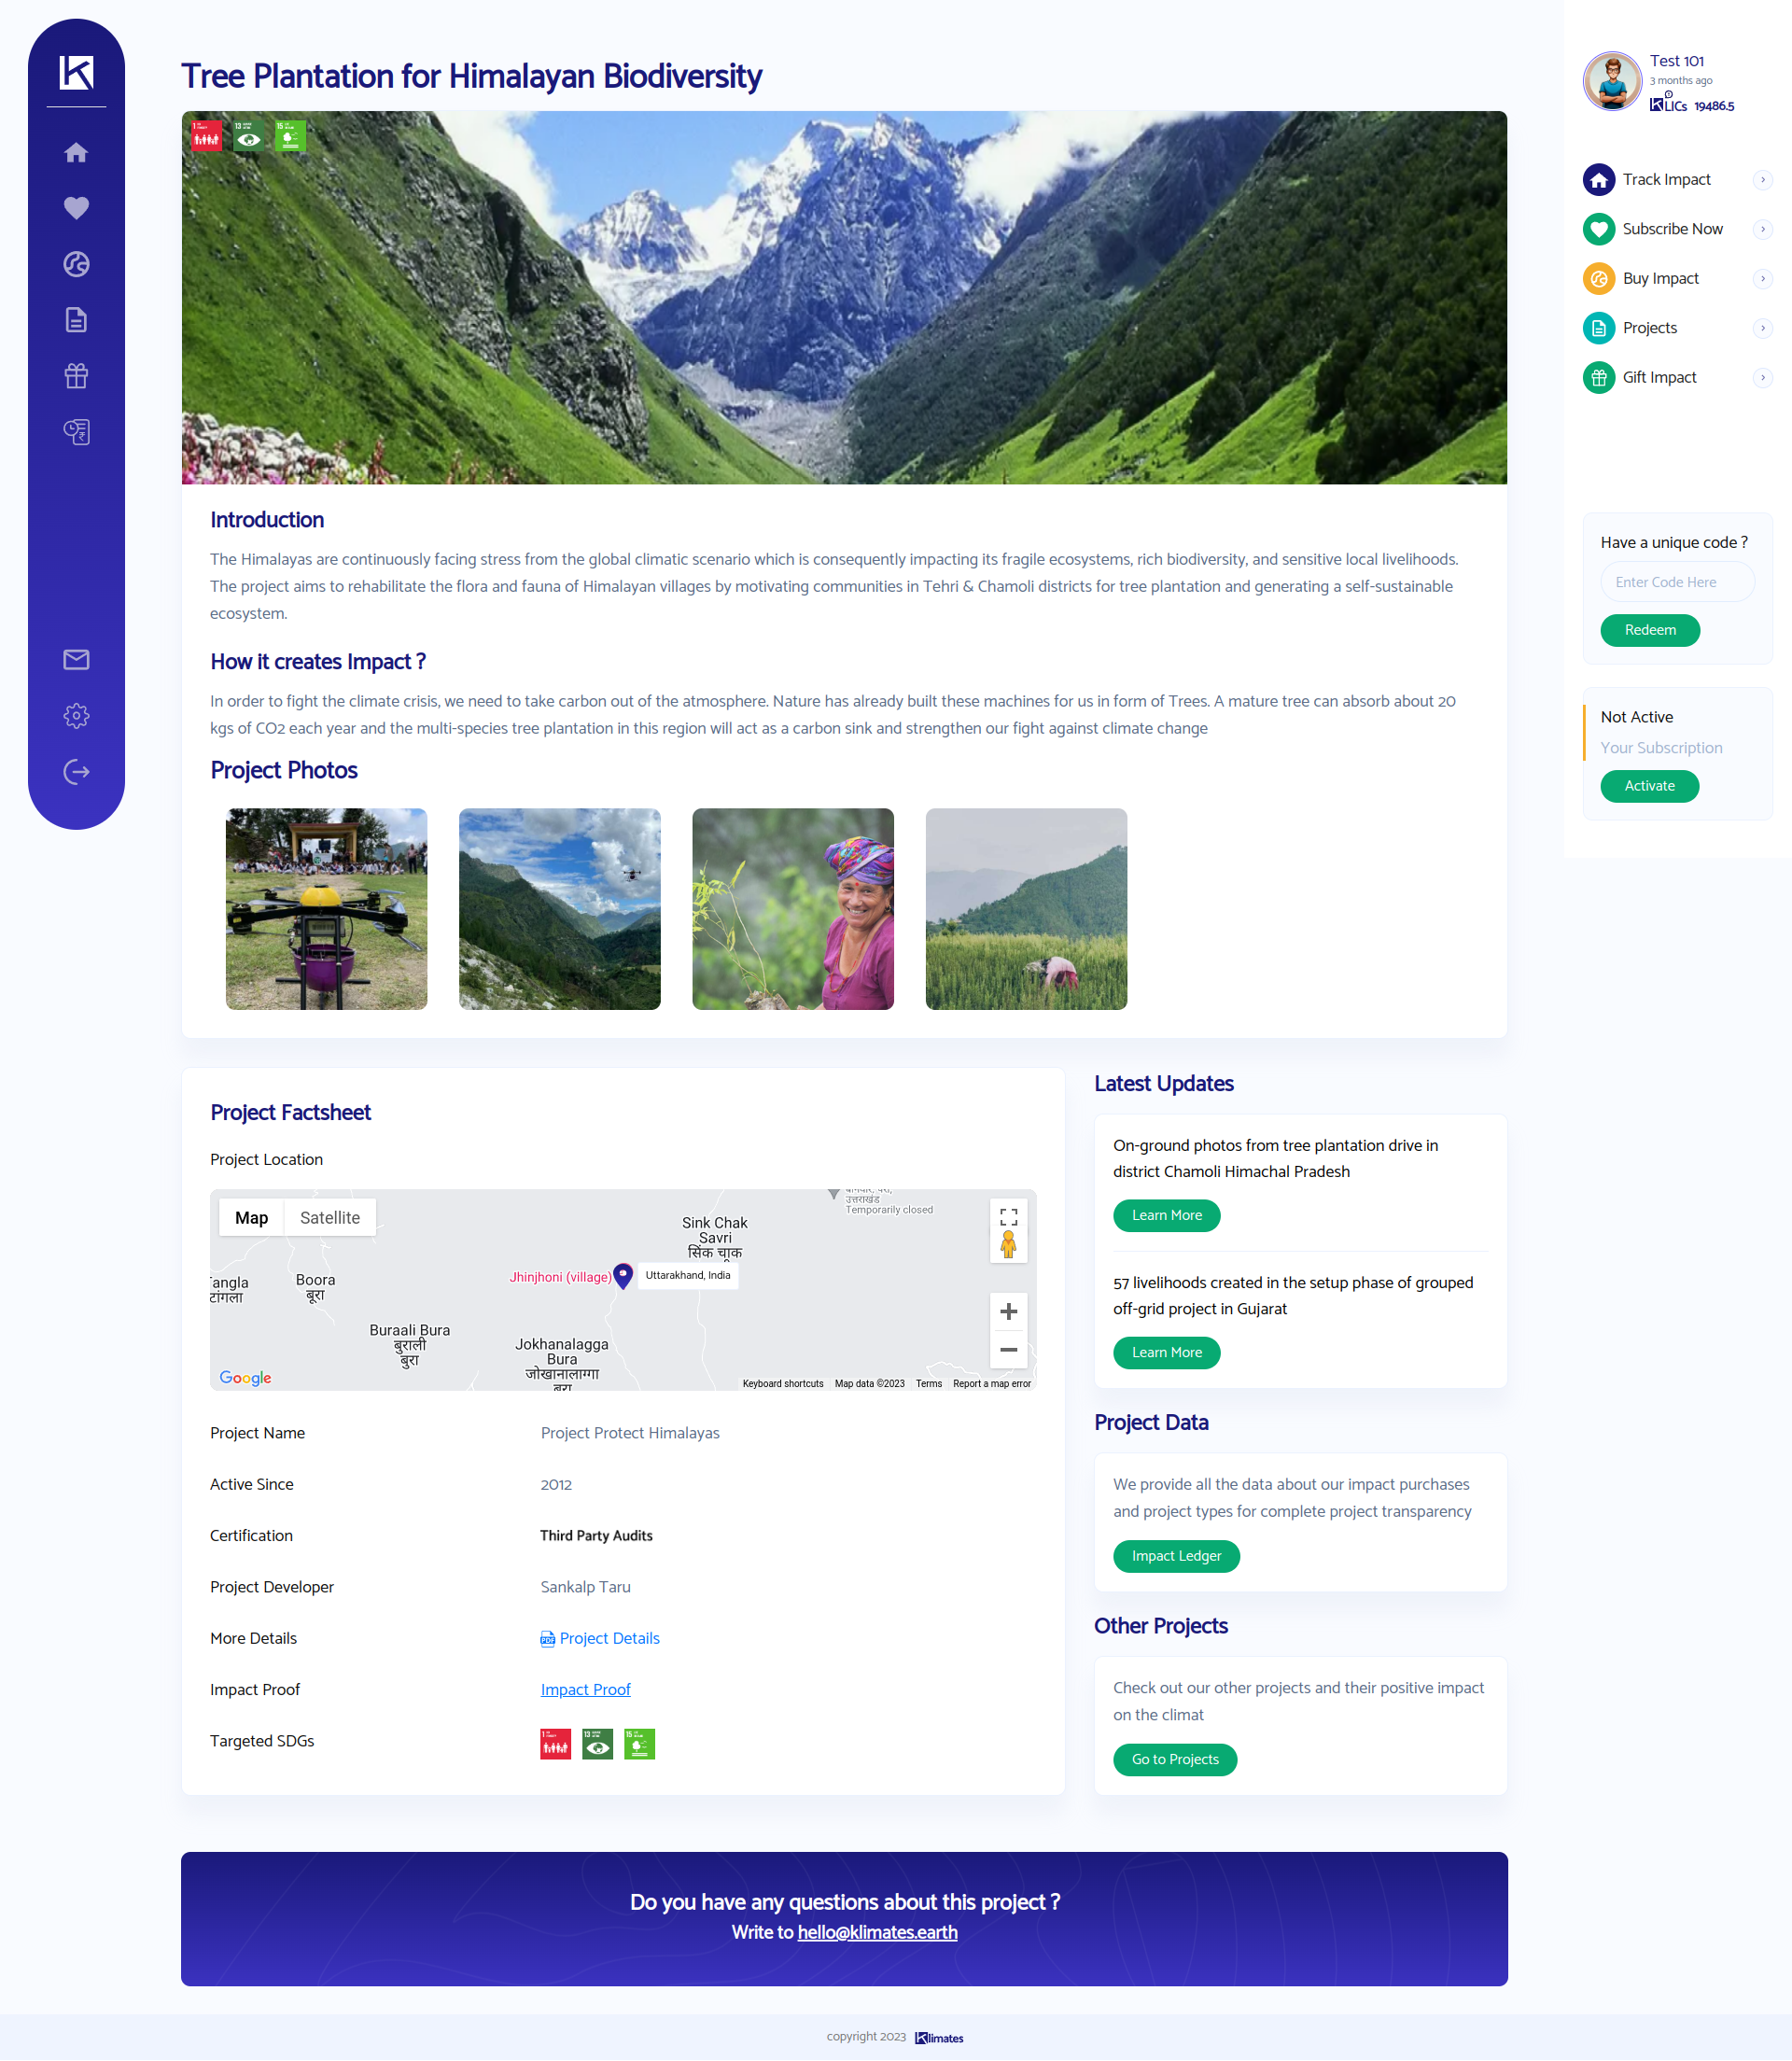 Tree Plantation for Himalayan Biodiversity
Test 101
3 months ago
KLICs 19486.5
1
13
15
Track Impact
Subscribe Now
Buy Impact
Projects
Gift Impact
Introduction
The Himalayas are continuously facing stress from the global climatic scenario which is consequently impacting its fragile ecosystems, rich biodiversity, and sensitive local livelihoods.
The project aims to rehabilitate the flora and fauna of Himalayan villages by motivating communities in Tehri & Chamoli districts for tree plantation and generating a self-sustainable
ecosystem.
How it creates Impact ?
In order to fight the climate crisis, we need to take carbon out of the atmosphere. Nature has already built these machines for us in form of Trees. A mature tree can absorb about 20
kgs of CO2 each year and the multi-species tree plantation in this region will act as a carbon sink and strengthen our fight against climate change
Project Photos
Have a unique code ?
Enter Code Here
Redeem
Not Active
Your Subscription
Activate
Project Factsheet
Project Location
Map
Satellite
उत्तराखंड
Temporarily closed
Sink Chak
Savri
सिंक चाक
Tangla
टांगला
Boora
बूरा
Jhinjhoni (village)
Uttarakhand, India
Buraali Bura
बुराली
बुरा
Jokhanalagga
Bura
जोखानालाग्गा
बुरा
Google
Keyboard shortcuts
Map data ©2023
Terms
Report a map error
Project Name
Project Protect Himalayas
Active Since
2012
Certification
Third Party Audits
Project Developer
Sankalp Taru
More Details
PDF Project Details
Impact Proof
Impact Proof
Targeted SDGs
1
13
15
Latest Updates
On-ground photos from tree plantation drive in
district Chamoli Himachal Pradesh
Learn More
57 livelihoods created in the setup phase of grouped
off-grid project in Gujarat
Learn More
Project Data
We provide all the data about our impact purchases
and project types for complete project transparency
Impact Ledger
Other Projects
Check out our other projects and their positive impact
on the climat
Go to Projects
Do you have any questions about this project ?
Write to hello@klimates.earth
copyright 2023 Klimates